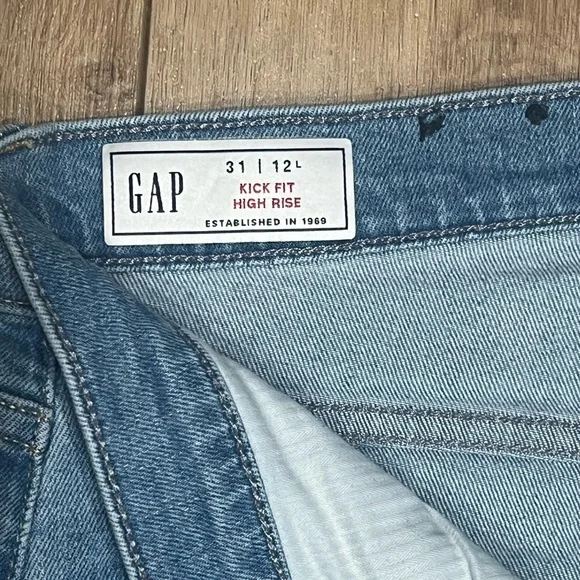 GAP
31 | 12L
KICK FIT
HIGH RISE
ESTABLISHED IN 1969